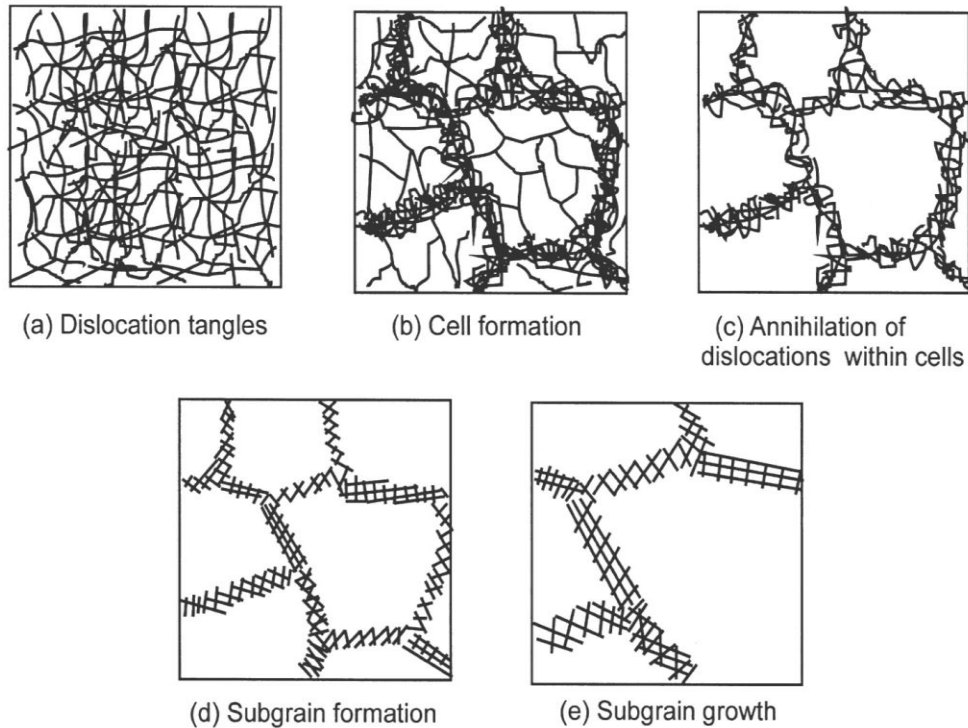 (a) Dislocation tangles
(b) Cell formation
(c) Annihilation of
dislocations within cells
(d) Subgrain formation
(e) Subgrain growth